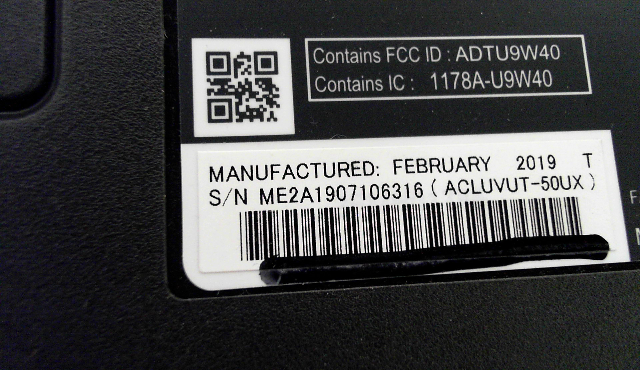 Contains FCC ID : ADTU9W40
Contains IC : 1178A-U9W40
MANUFACTURED: FEBRUARY 2019 T
S/N ME2A1907106316 ( ACLUVUT-50UX )